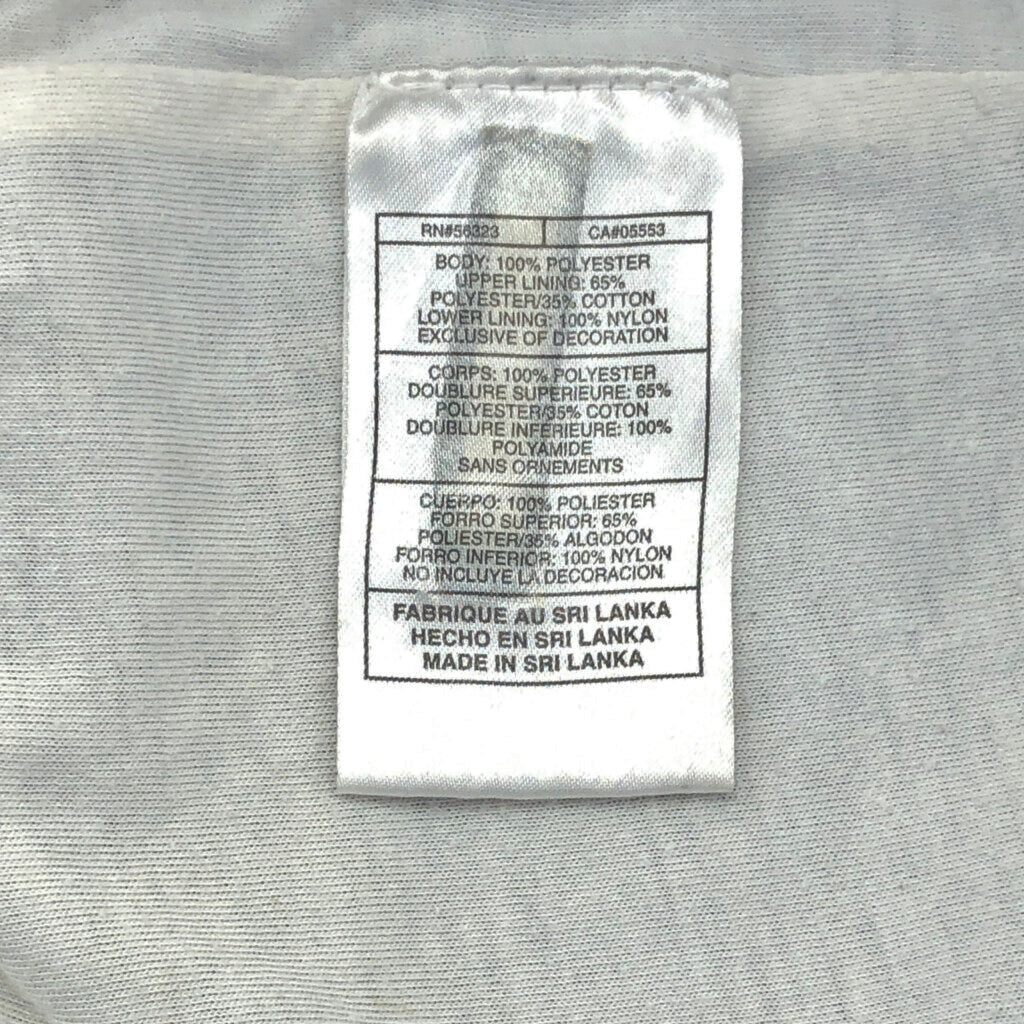 RN#56323 CA#05553
BODY: 100% POLYESTER
UPPER LINING: 65%
POLYESTER/35% COTTON
LOWER LINING: 100% NYLON
EXCLUSIVE OF DECORATION
CORPS: 100% POLYESTER
DOUBLURE SUPERIEURE: 65%
POLYESTER/35% COTON
DOUBLURE INFERIEURE: 100%
POLYAMIDE
SANS ORNEMENTS
CUERPO: 100% POLIESTER
FORRO SUPERIOR: 65%
POLIESTER/35% ALGODON
FORRO INFERIOR: 100% NYLON
NO INCLUYE LA DECORACION
FABRIQUE AU SRI LANKA
HECHO EN SRI LANKA
MADE IN SRI LANKA